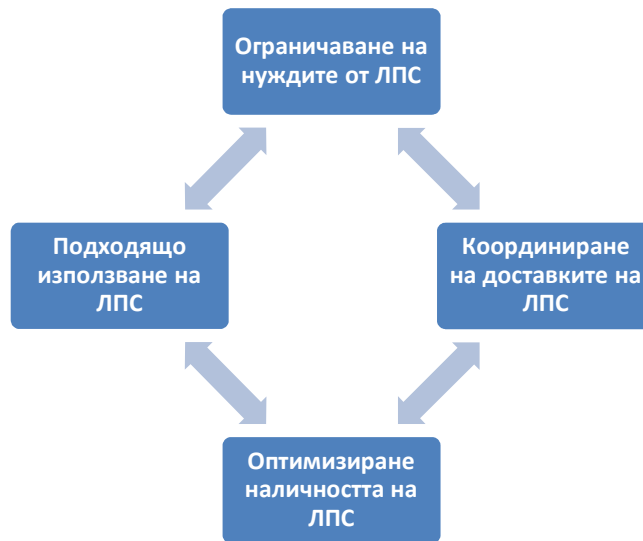 Ограничаване на
нуждите от ЛПС
Подходящо
използване на
ЛПС
Координиране
на доставките на
ЛПС
Оптимизиране
наличността на
ЛПС